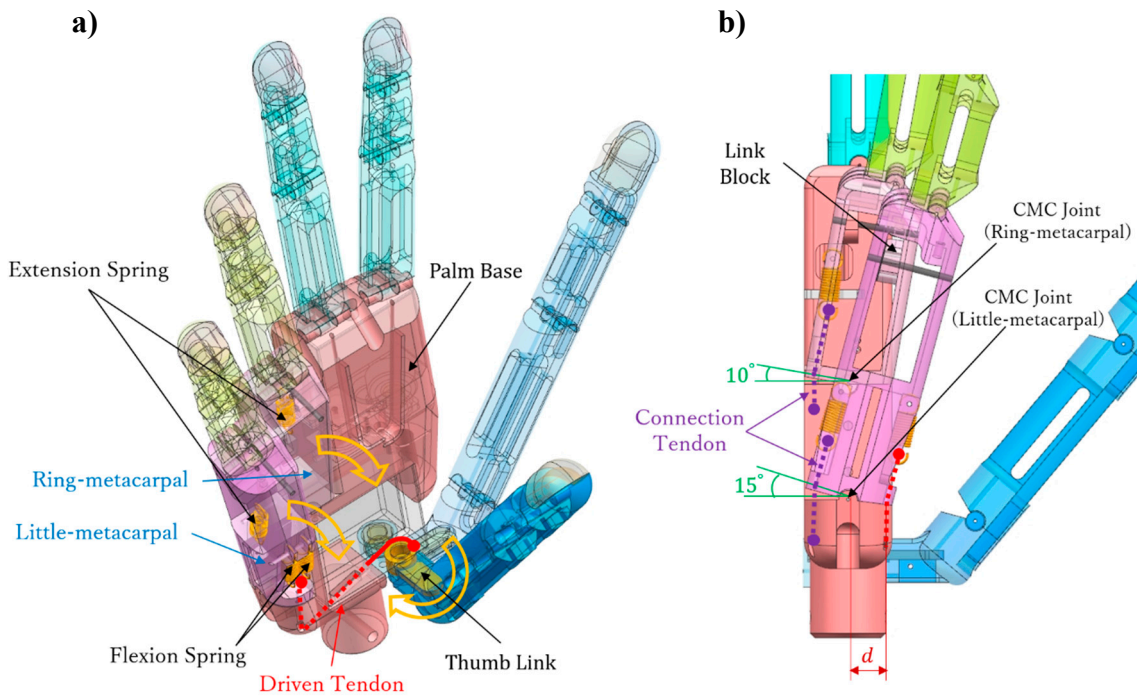 a)
Extension Spring
Palm Base
Ring-metacarpal
Little-metacarpal
Flexion Spring
Driven Tendon
Thumb Link
b)
Link
Block
CMC Joint
(Ring-metacarpal)
CMC Joint
(Little-metacarpal)
10°
Connection
Tendon
15°
d